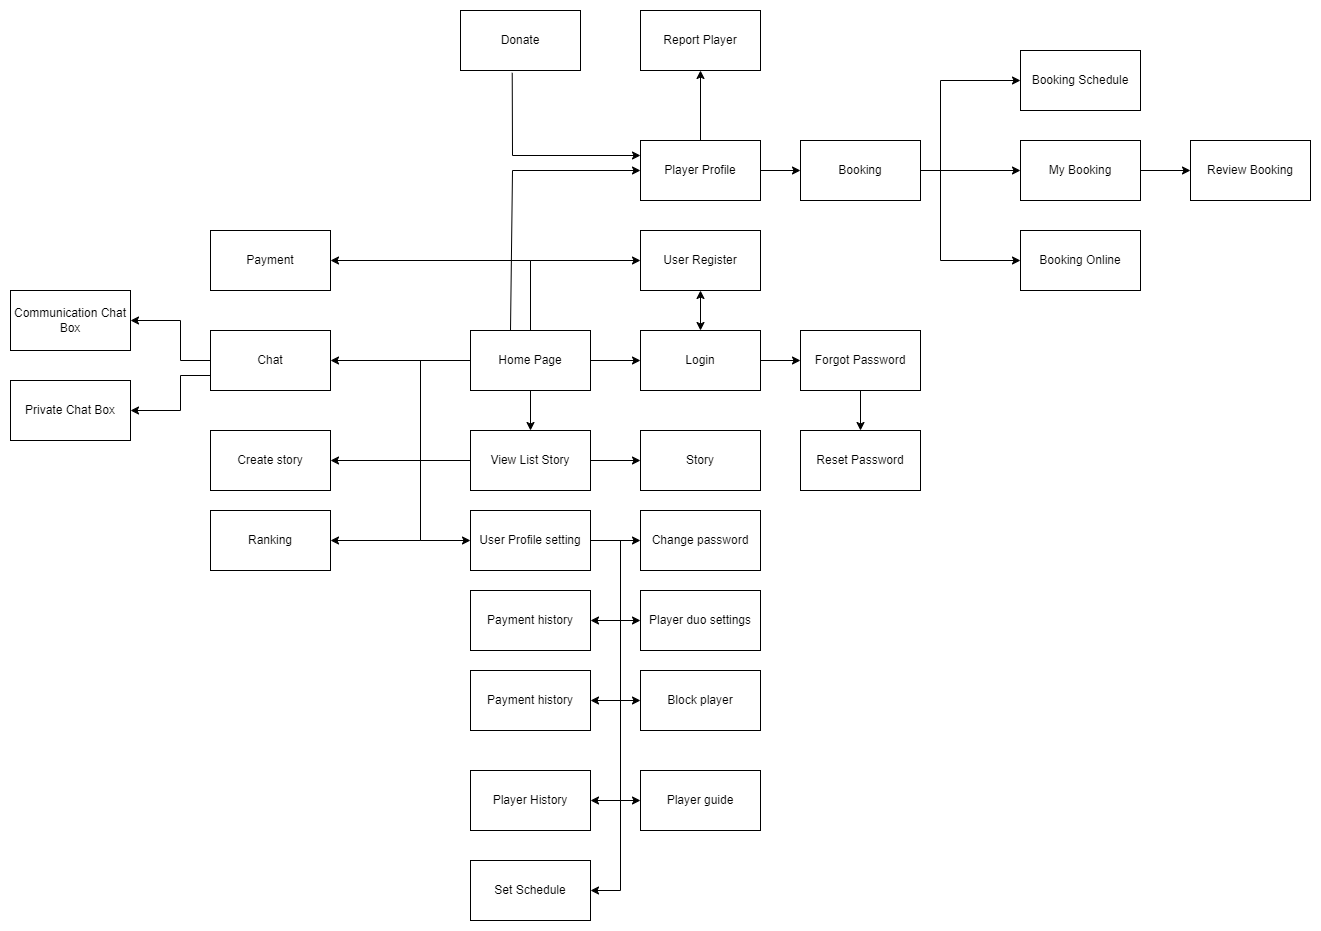 Donate
Report Player
Booking Schedule
Player Profile
Booking
My Booking
Review Booking
Payment
User Register
Booking Online
Communication Chat
Box
Chat
Home Page
Login
Forgot Password
Private Chat Box
Create story
View List Story
Story
Reset Password
Ranking
User Profile setting
Change password
Payment history
Player duo settings
Payment history
Block player
Player History
Player guide
Set Schedule